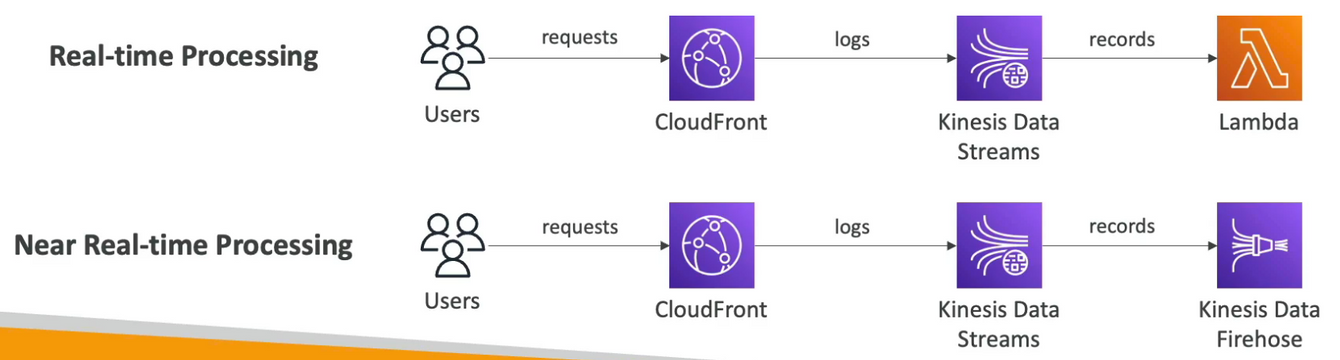 Real-time Processing
requests
logs
records
Users
CloudFront
Kinesis Data
Streams
Lambda
Near Real-time Processing
requests
logs
records
Users
CloudFront
Kinesis Data
Streams
Kinesis Data
Firehose